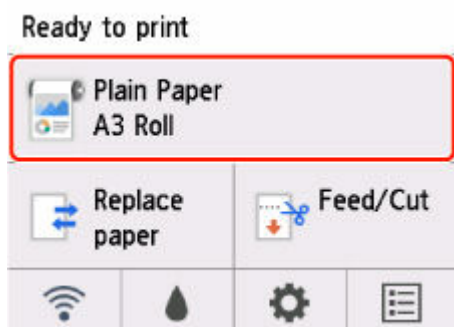 Ready to print
Plain Paper
A3 Roll
Replace
paper
Feed/Cut